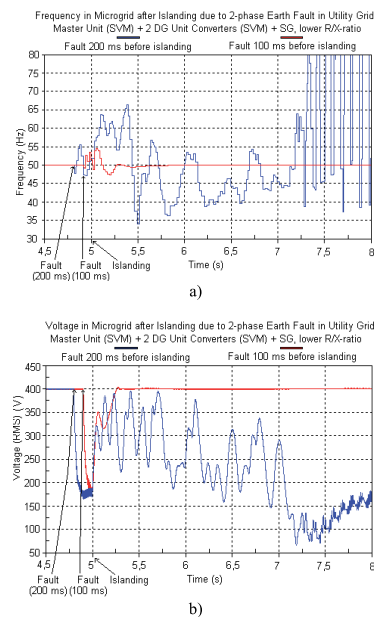 Frequency in Microgrid after Islanding due to 2-phase Earth Fault in Utility Grid
Master Unit (SVM) + 2 DG Unit Converters (SVM) + SG, lower R/X-ratio
Fault 200 ms before islanding
Fault 100 ms before islanding
80
75
70
65
60
55
50
45
40
35
30
Frequency (Hz)
4,5
5
5,5
6
6,5
7
7,5
8
Fault
(200 ms)
Fault
(100 ms)
Islanding
Time (s)
a)
Voltage in Microgrid after Islanding due to 2-phase Earth Fault in Utility Grid
Master Unit (SVM) + 2 DG Unit Converters (SVM) + SG, lower R/X-ratio
Fault 200 ms before islanding
Fault 100 ms before islanding
450
400
350
300
250
200
150
100
50
Voltage (RMS) (V)
4,5
5
5,5
6
6,5
7
7,5
8
Fault
(200 ms)
Fault
(100 ms)
Islanding
Time (s)
b)